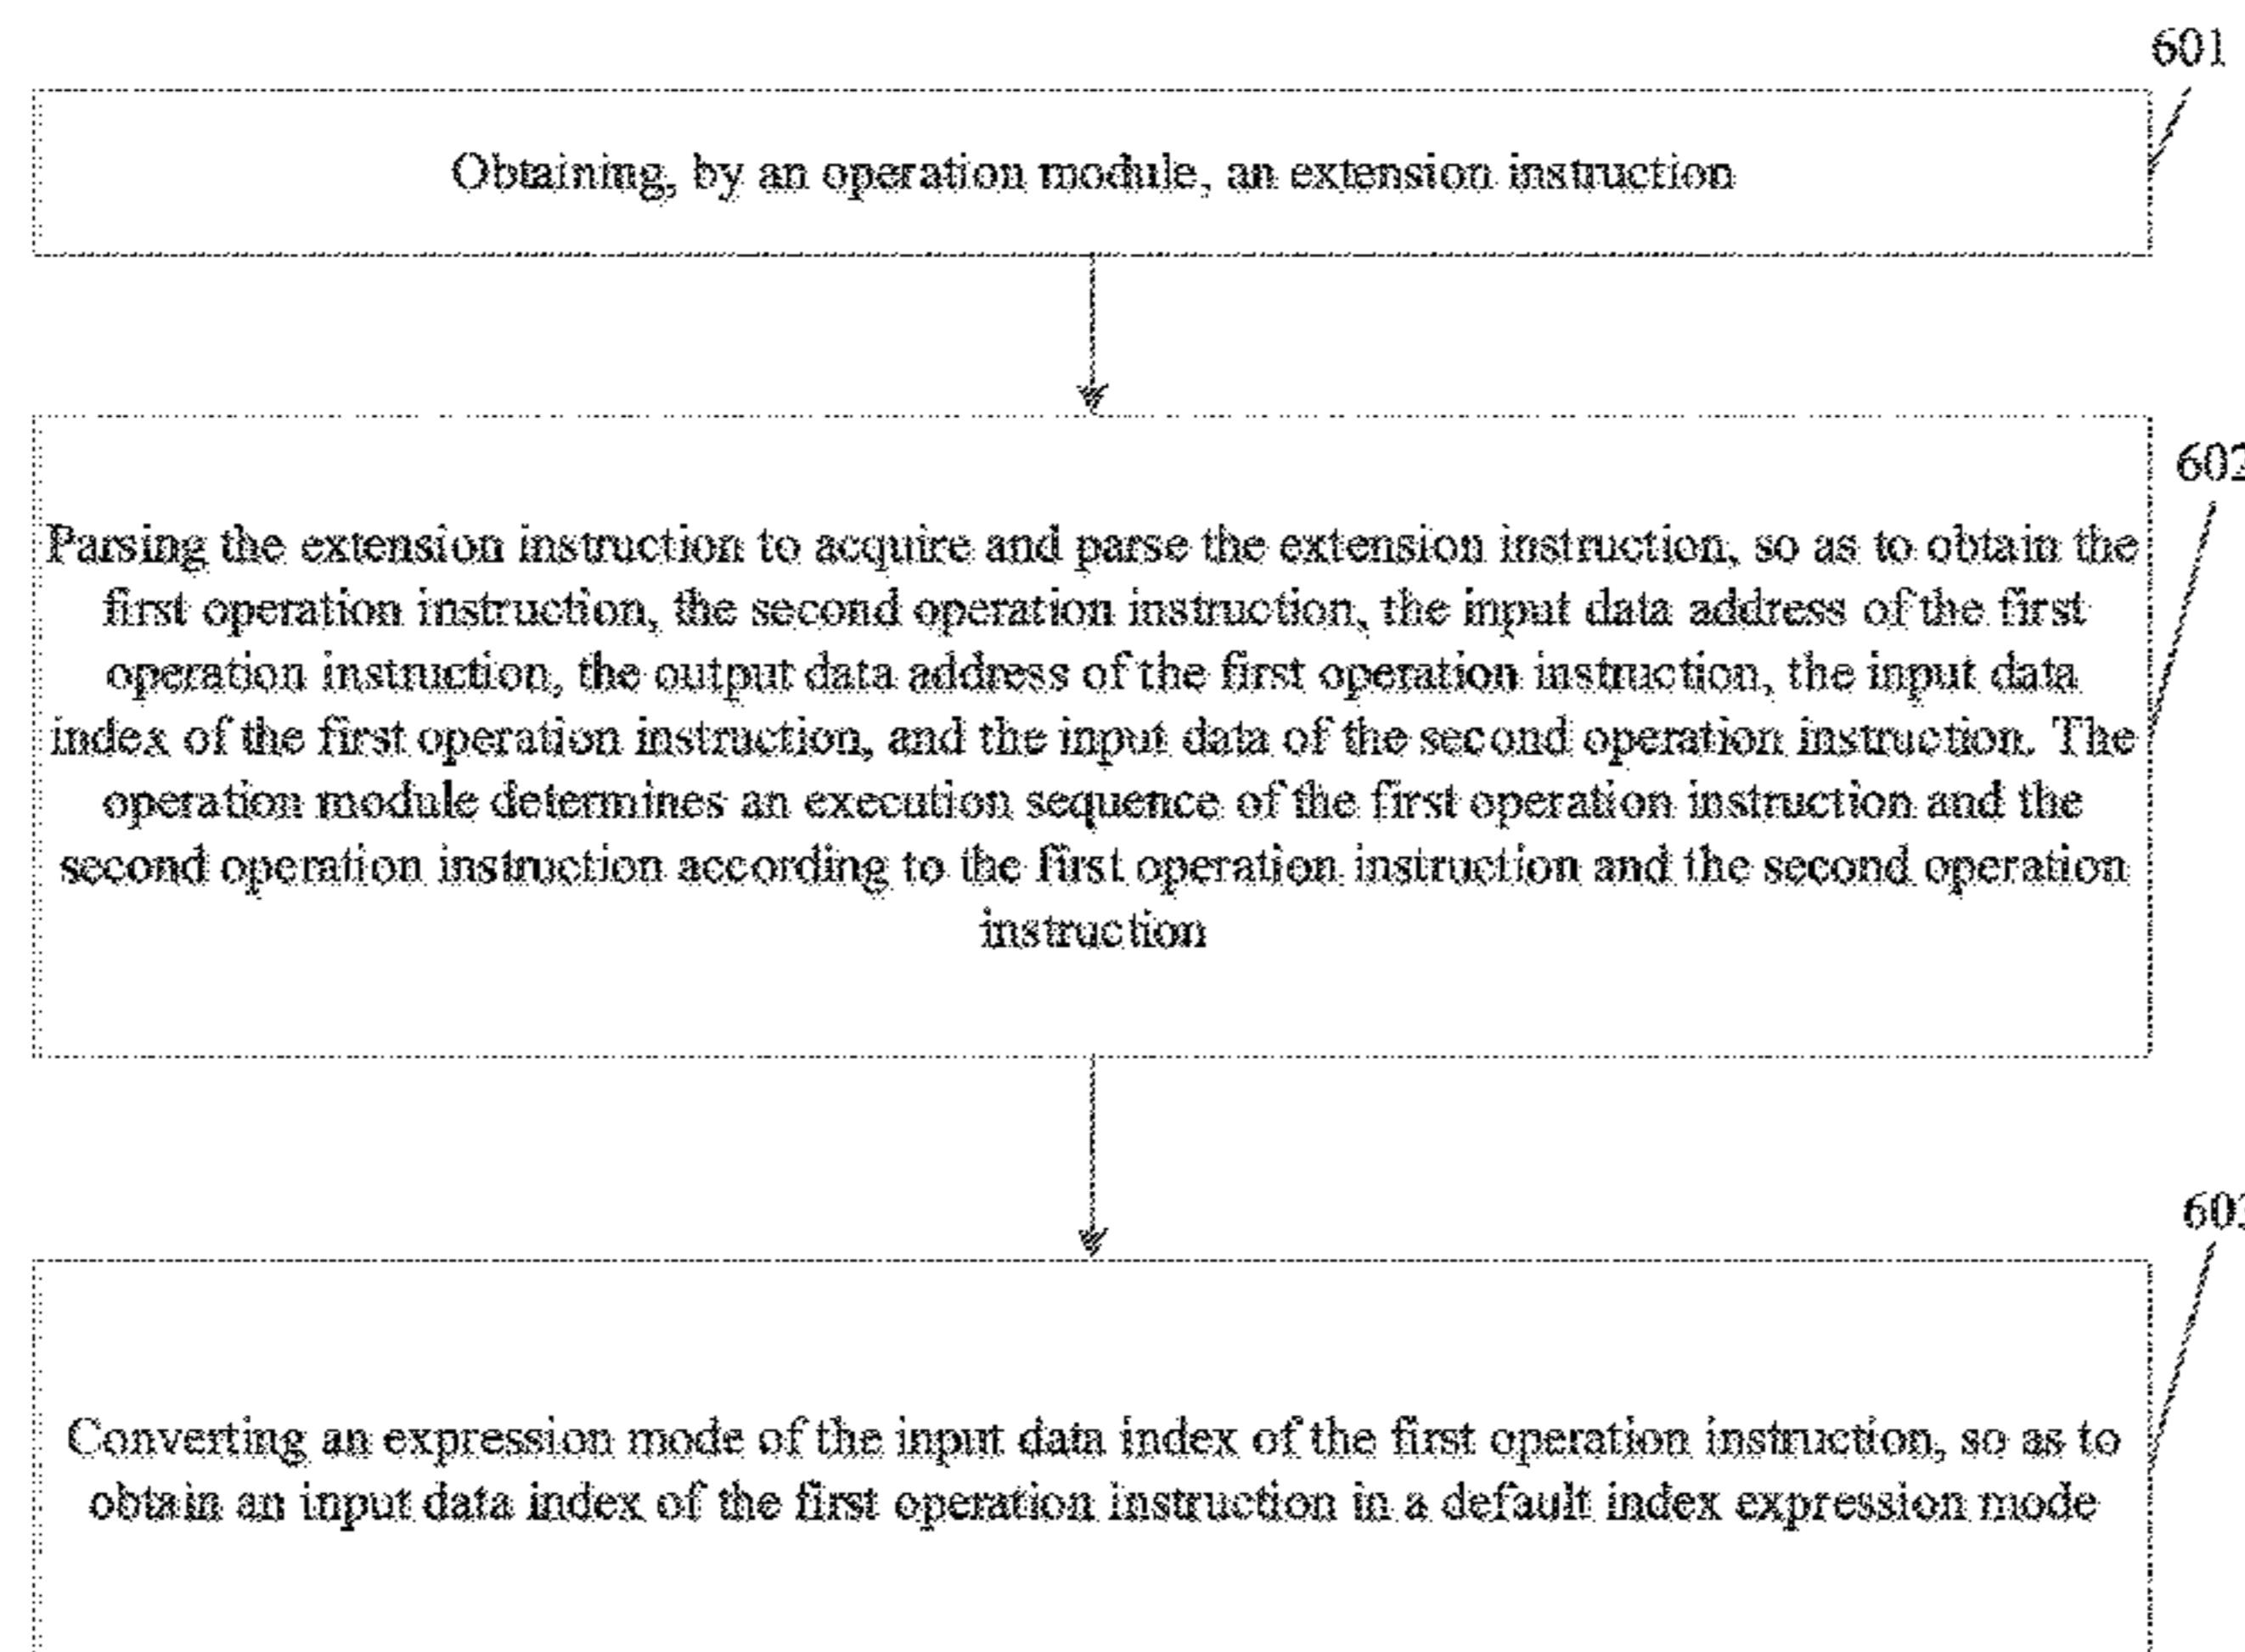 601
Obtaining, by an operation module, an extension instruction
602
Parsing the extension instruction to acquire and parse the extension instruction, so as to obtain the
first operation instruction, the second operation instruction, the input data address of the first
operation instruction, the output data address of the first operation instruction, the input data
index of the first operation instruction, and the input data of the second operation instruction. The
operation module determines an execution sequence of the first operation instruction and the
second operation instruction according to the first operation instruction and the second operation
instruction
603
Converting an expression mode of the input data index of the first operation instruction, so as to
obtain an input data index of the first operation instruction in a default index expression mode